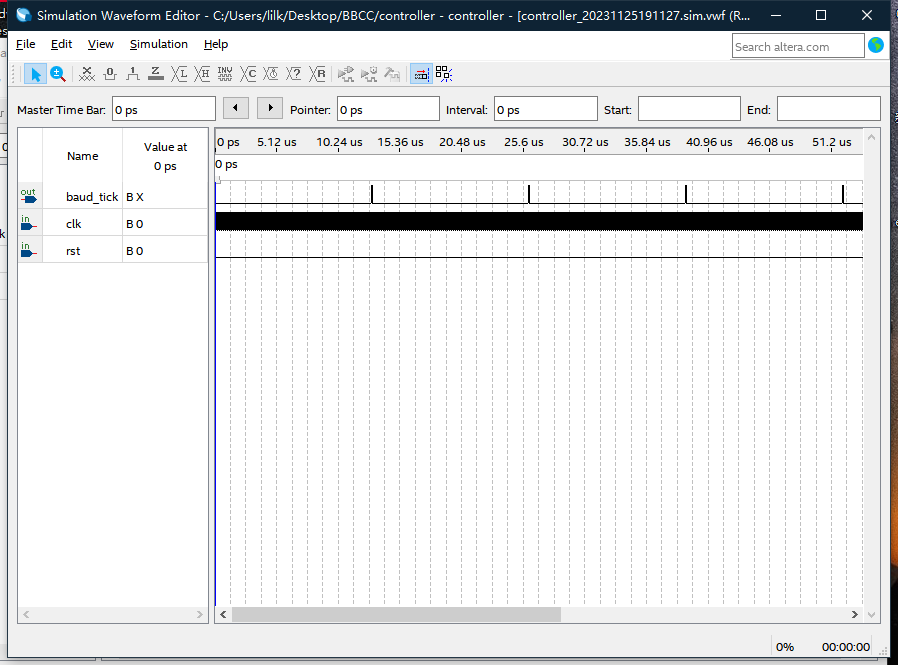 Simulation Waveform Editor - C:/Users/lilk/Desktop/BBCC/controller - controller - [controller_20231125191127.sim.vwf (R...
File Edit View Simulation Help
Search altera.com
Master Time Bar: 0 ps Pointer: 0 ps Interval: 0 ps Start: End:
Name Value at 0 ps
0 ps 5.12 us 10.24 us 15.36 us 20.48 us 25.6 us 30.72 us 35.84 us 40.96 us 46.08 us 51.2 us
0 ps
out baud_tick B X
in clk B 0
in rst B 0
0% 00:00:00